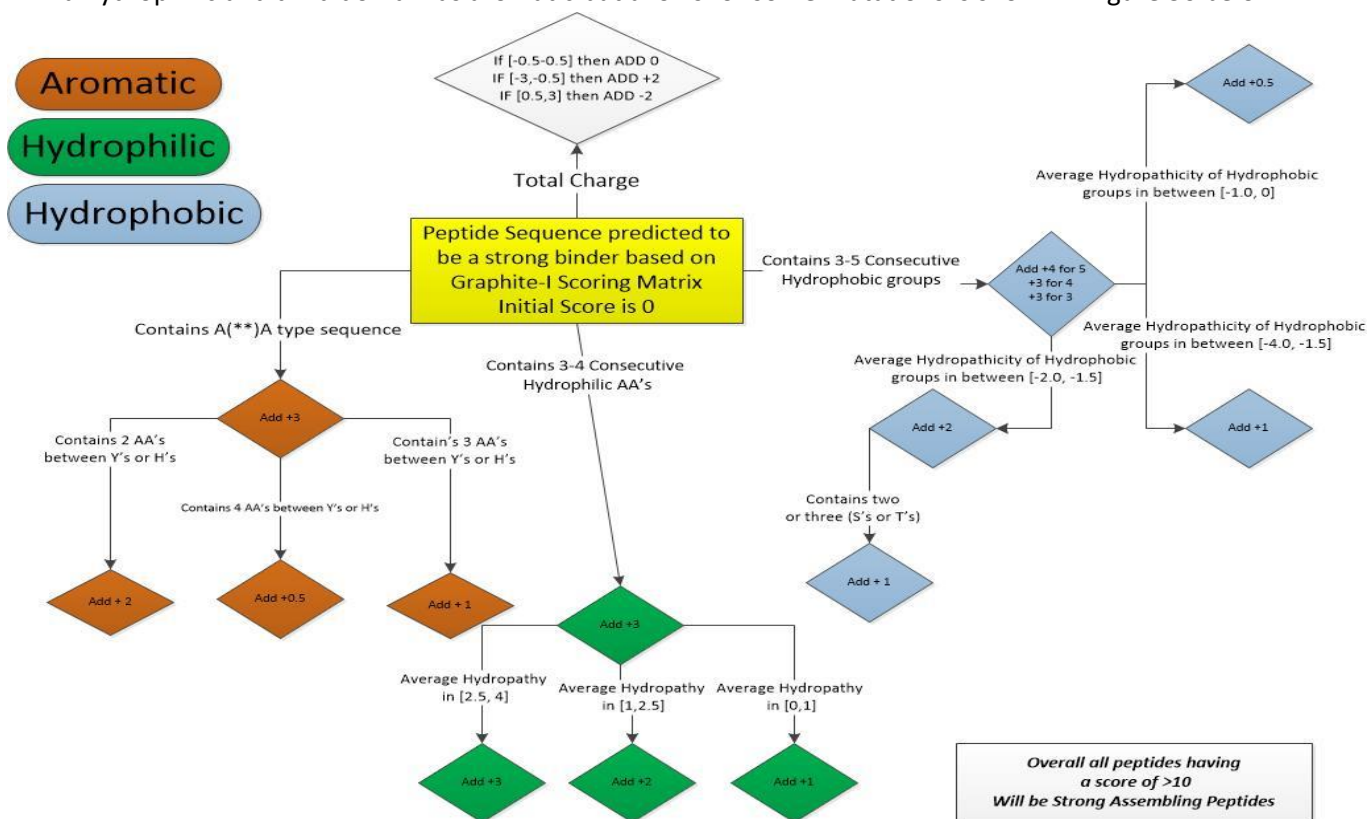 Aromatic
Hydrophilic
Hydrophobic
If [-0.5-0.5] then ADD 0
IF [-3,-0.5] then ADD +2
IF [0.5,3] then ADD -2
Total Charge
Peptide Sequence predicted to
be a strong binder based on
Graphite-I Scoring Matrix
Initial Score is 0
Contains A(**)A type sequence
Add +3
Contains 2 AA's
between Y's or H's
Add + 2
Contains 4 AA's between Y's or H's
Add +0.5
Contain's 3 AA's
between Y's or H's
Add + 1
Contains 3-4 Consecutive
Hydrophilic AA's
Add +3
Average Hydropathy
in [2.5, 4]
Add +3
Average Hydropathy
in [1,2.5]
Add +2
Average Hydropathy
in [0,1]
Add +1
Contains 3-5 Consecutive
Hydrophobic groups
Add +4 for 5
+3 for 4
+3 for 3
Average Hydropathicity of Hydrophobic
groups in between [-1.0, 0]
Add +0.5
Average Hydropathicity of Hydrophobic
groups in between [-4.0, -1.5]
Add +1
Average Hydropathicity of Hydrophobic
groups in between [-2.0, -1.5]
Add +2
Contains two
or three (S's or T's)
Add + 1
Overall all peptides having
a score of >10
Will be Strong Assembling Peptides